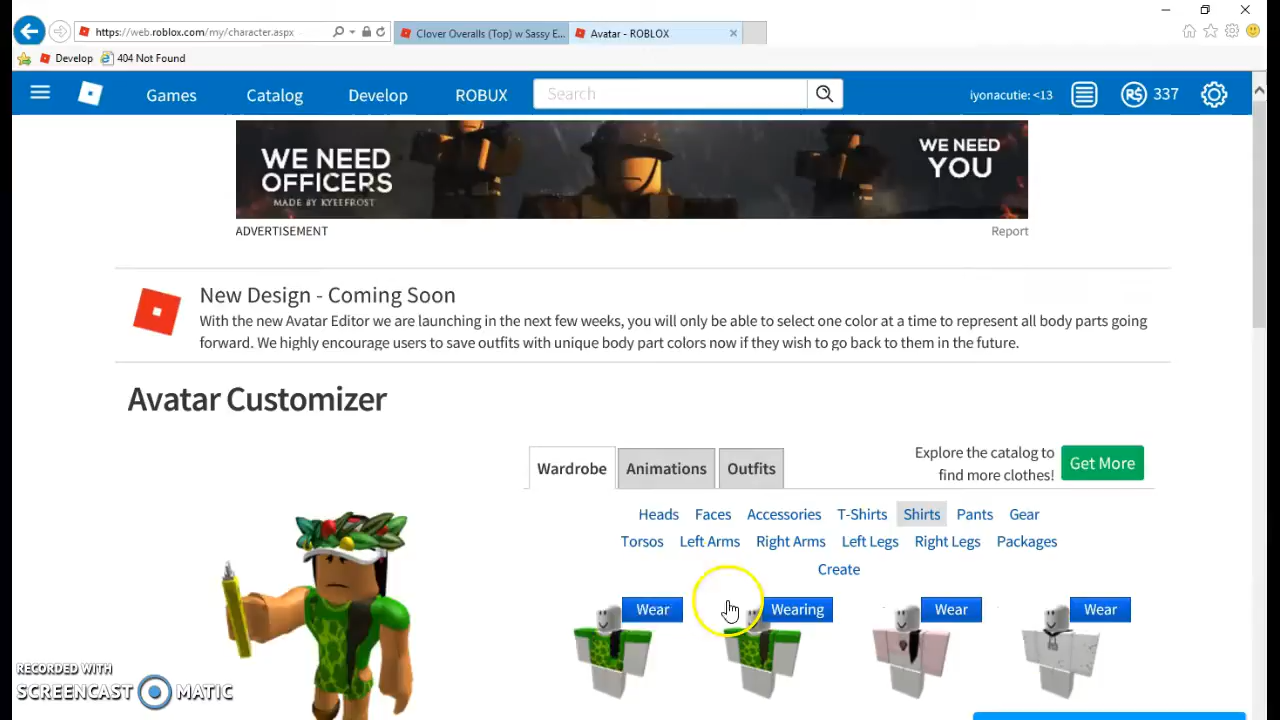 https://web.roblox.com/my/character.aspx
Clover Overalls (Top) w Sassy E...
Avatar - ROBLOX
Develop
404 Not Found
Games
Catalog
Develop
ROBUX
Search
iyonacutie: <13
R$ 337
WE NEED OFFICERS
MADE BY KYLEFROST
WE NEED YOU
ADVERTISEMENT
Report
New Design - Coming Soon
With the new Avatar Editor we are launching in the next few weeks, you will only be able to select one color at a time to represent all body parts going
forward. We highly encourage users to save outfits with unique body part colors now if they wish to go back to them in the future.
Avatar Customizer
Wardrobe
Animations
Outfits
Explore the catalog to
find more clothes!
Get More
Heads Faces Accessories T-Shirts Shirts Pants Gear
Torsos Left Arms Right Arms Left Legs Right Legs Packages
Create
Wear
Wearing
Wear
Wear
RECORDED WITH
SCREENCAST MATIC